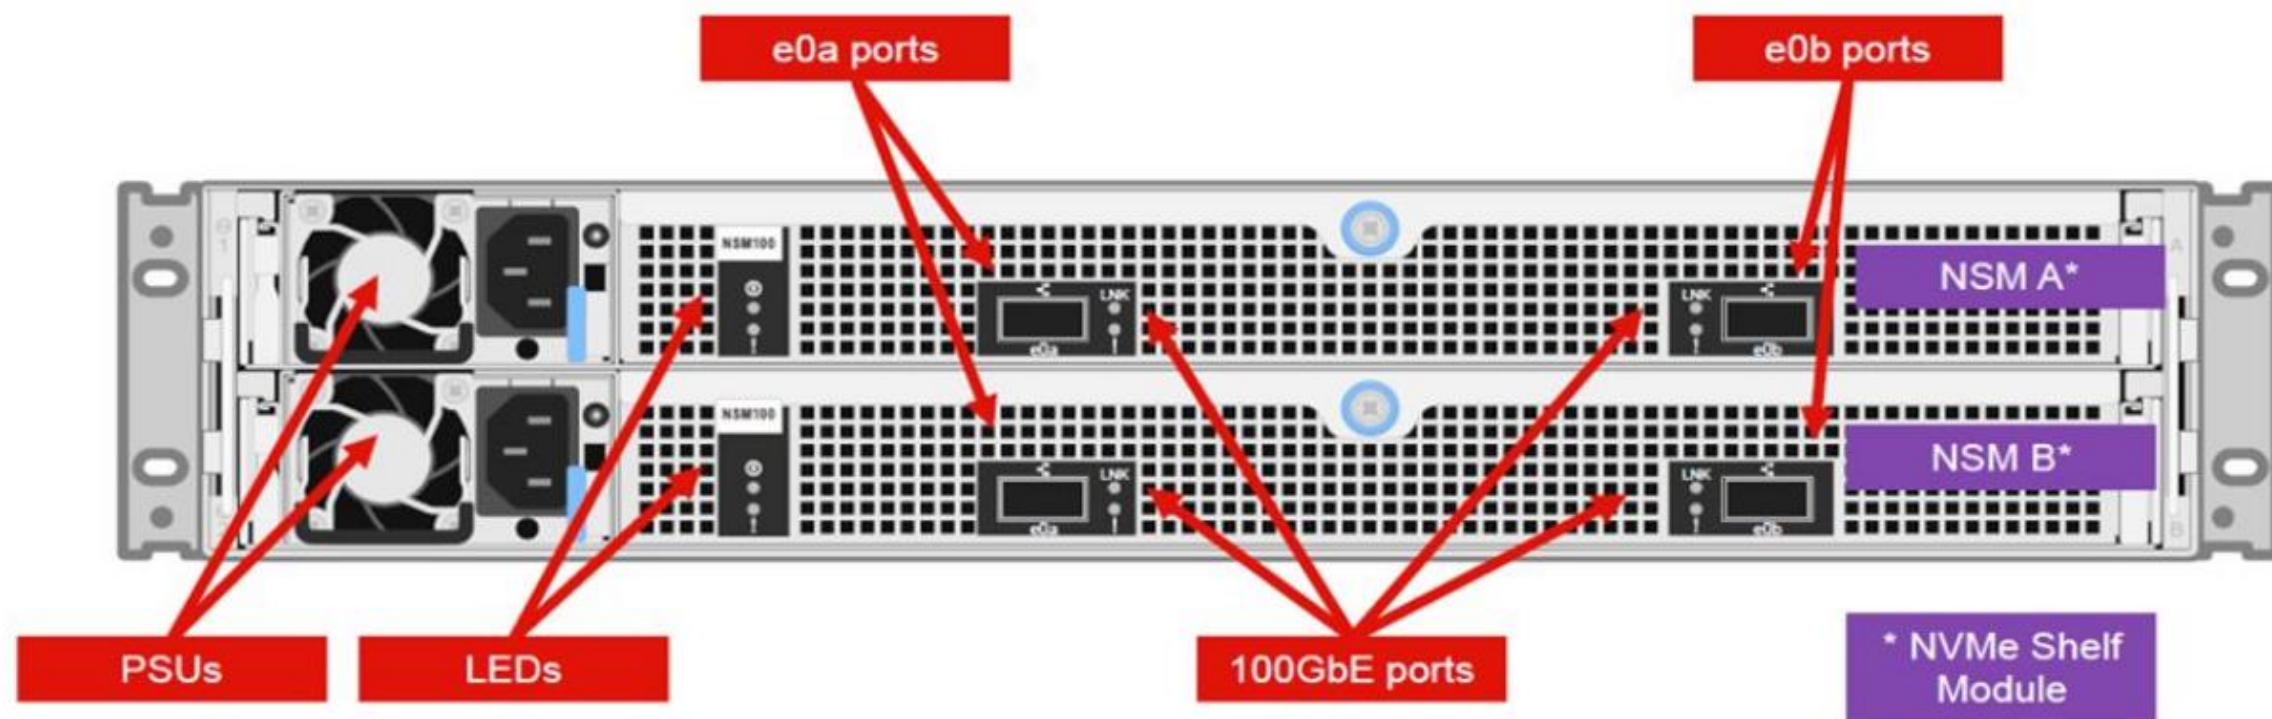 e0a ports
e0b ports
NSM100
LNK
e0a
LNK
e0b
NSM A*
A
1
NSM100
LNK
e0a
LNK
e0b
NSM B*
B
PSUs
LEDs
100GbE ports
* NVMe Shelf
Module